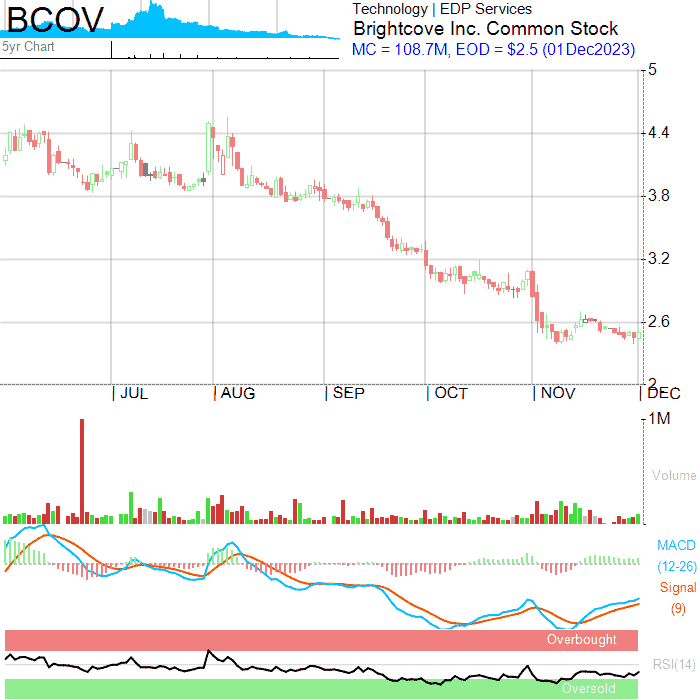 BCOV
5yr Chart
Technology | EDP Services
Brightcove Inc. Common Stock
MC = 108.7M, EOD = $2.5 (01Dec2023)
5
4.4
3.8
3.2
2.6
2
| JUL | AUG | SEP | OCT | NOV | DEC
1M
Volume
MACD
(12-26)
Signal
(9)
Overbought
RSI(14)
Oversold